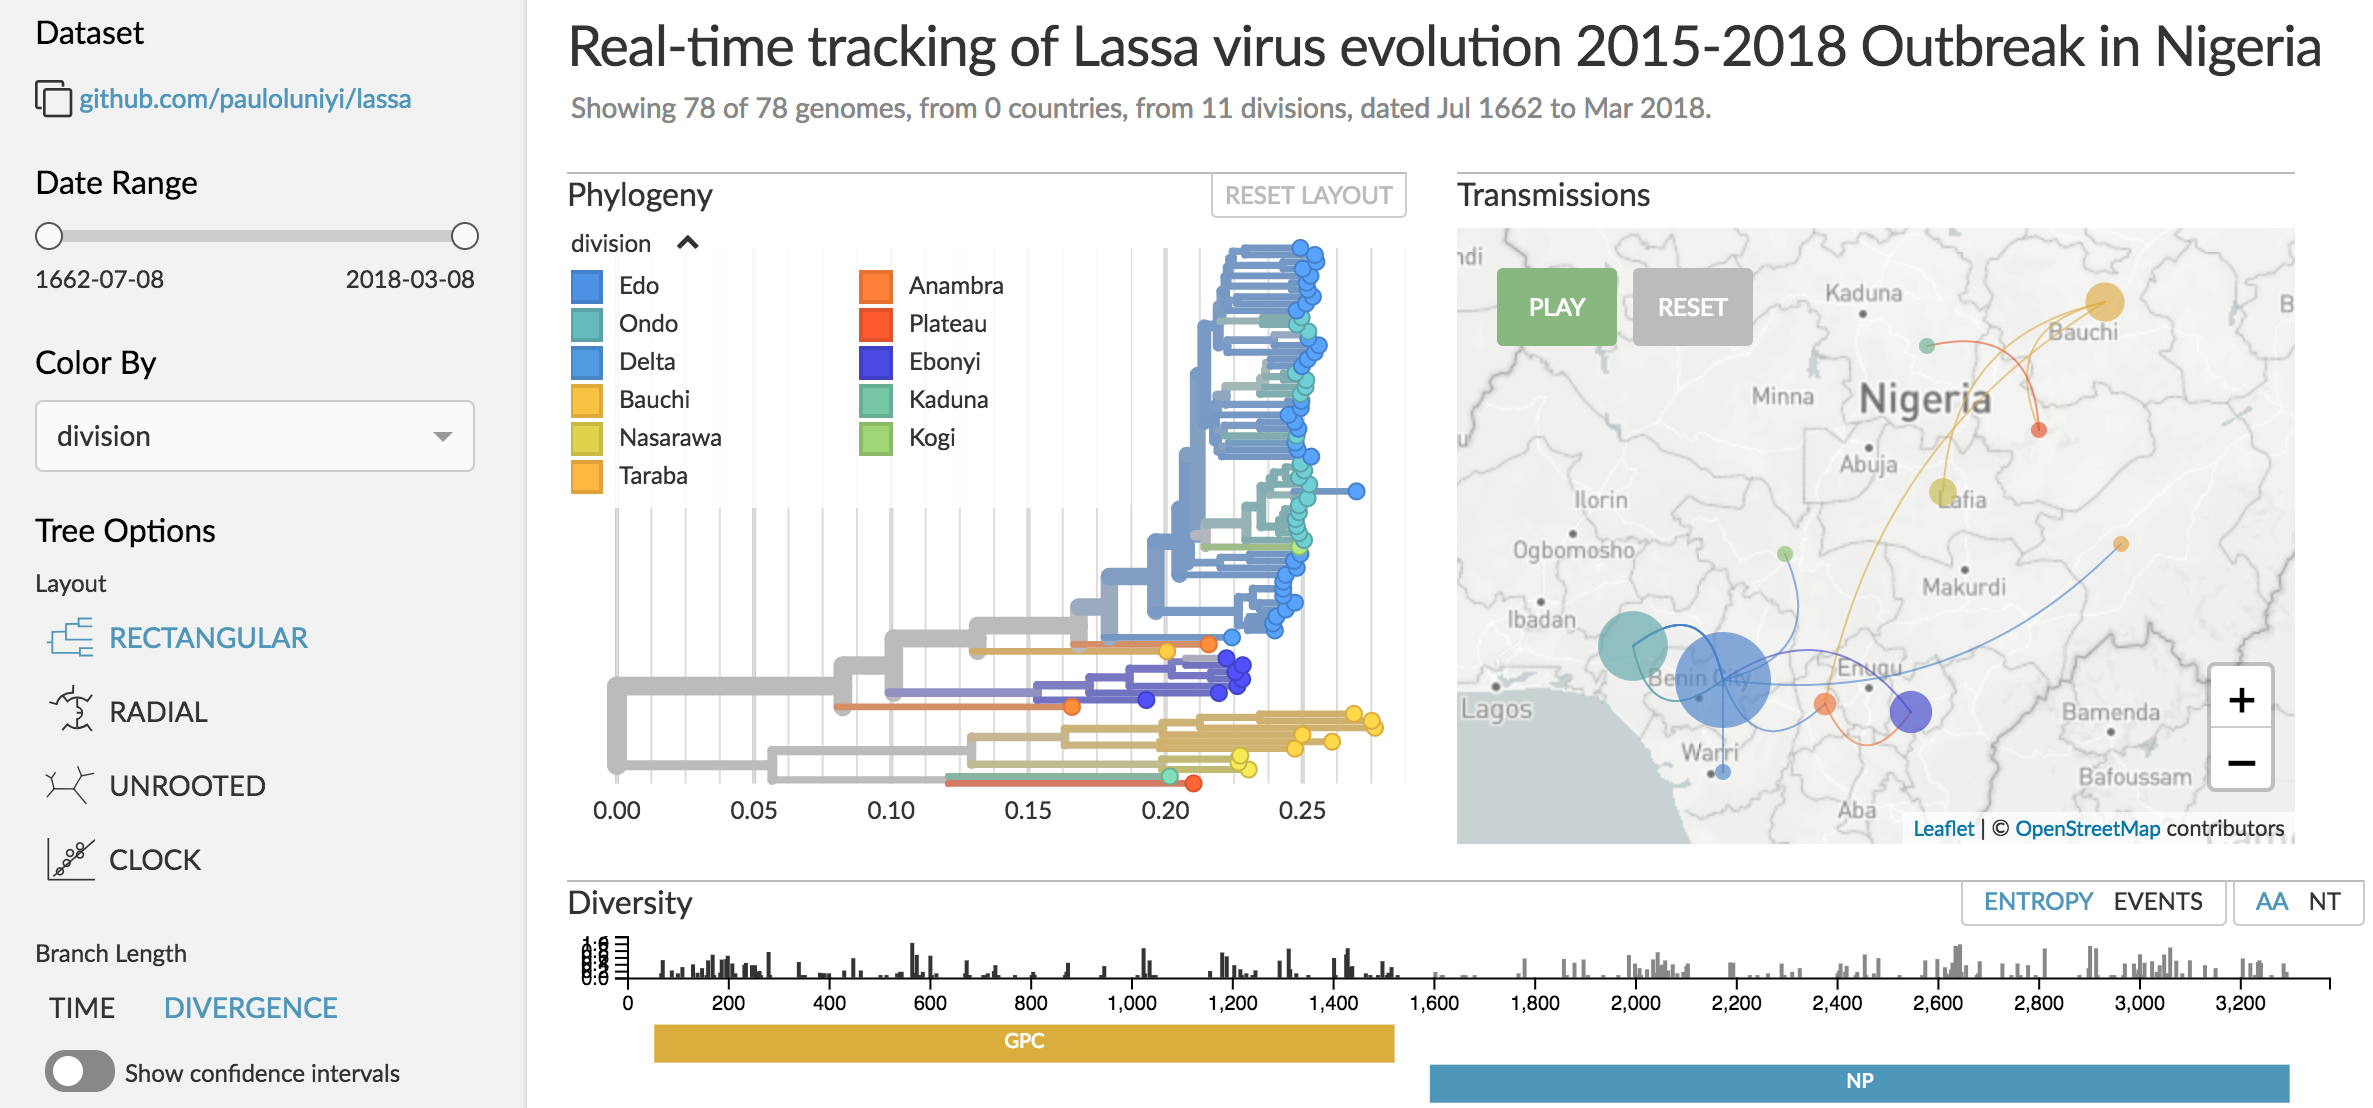 Dataset
github.com/pauloluniyi/lassa
Date Range
1662-07-08 2018-03-08
Color By
division
Tree Options
Layout
RECTANGULAR
RADIAL
UNROOTED
CLOCK
Branch Length
TIME DIVERGENCE
Show confidence intervals
Real-time tracking of Lassa virus evolution 2015-2018 Outbreak in Nigeria
Showing 78 of 78 genomes, from 0 countries, from 11 divisions, dated Jul 1662 to Mar 2018.
Phylogeny
RESET LAYOUT
division
Edo
Ondo
Delta
Bauchi
Nasarawa
Taraba
Anambra
Plateau
Ebonyi
Kaduna
Kogi
0.00 0.05 0.10 0.15 0.20 0.25
Transmissions
ndi
PLAY RESET
Kaduna
B
Bauchi
Minna
Nigeria
Abuja
Ilorin
Lafia
Ogbomosho
Makurdi
Ibadan
Benin City
Enugu
Lagos
Bamenda
Warri
Bafoussam
Aba
+
−
Leaflet | © OpenStreetMap contributors
Diversity
ENTROPY EVENTS
AA NT
0 200 400 600 800 1,000 1,200 1,400 1,600 1,800 2,000 2,200 2,400 2,600 2,800 3,000 3,200
GPC
NP